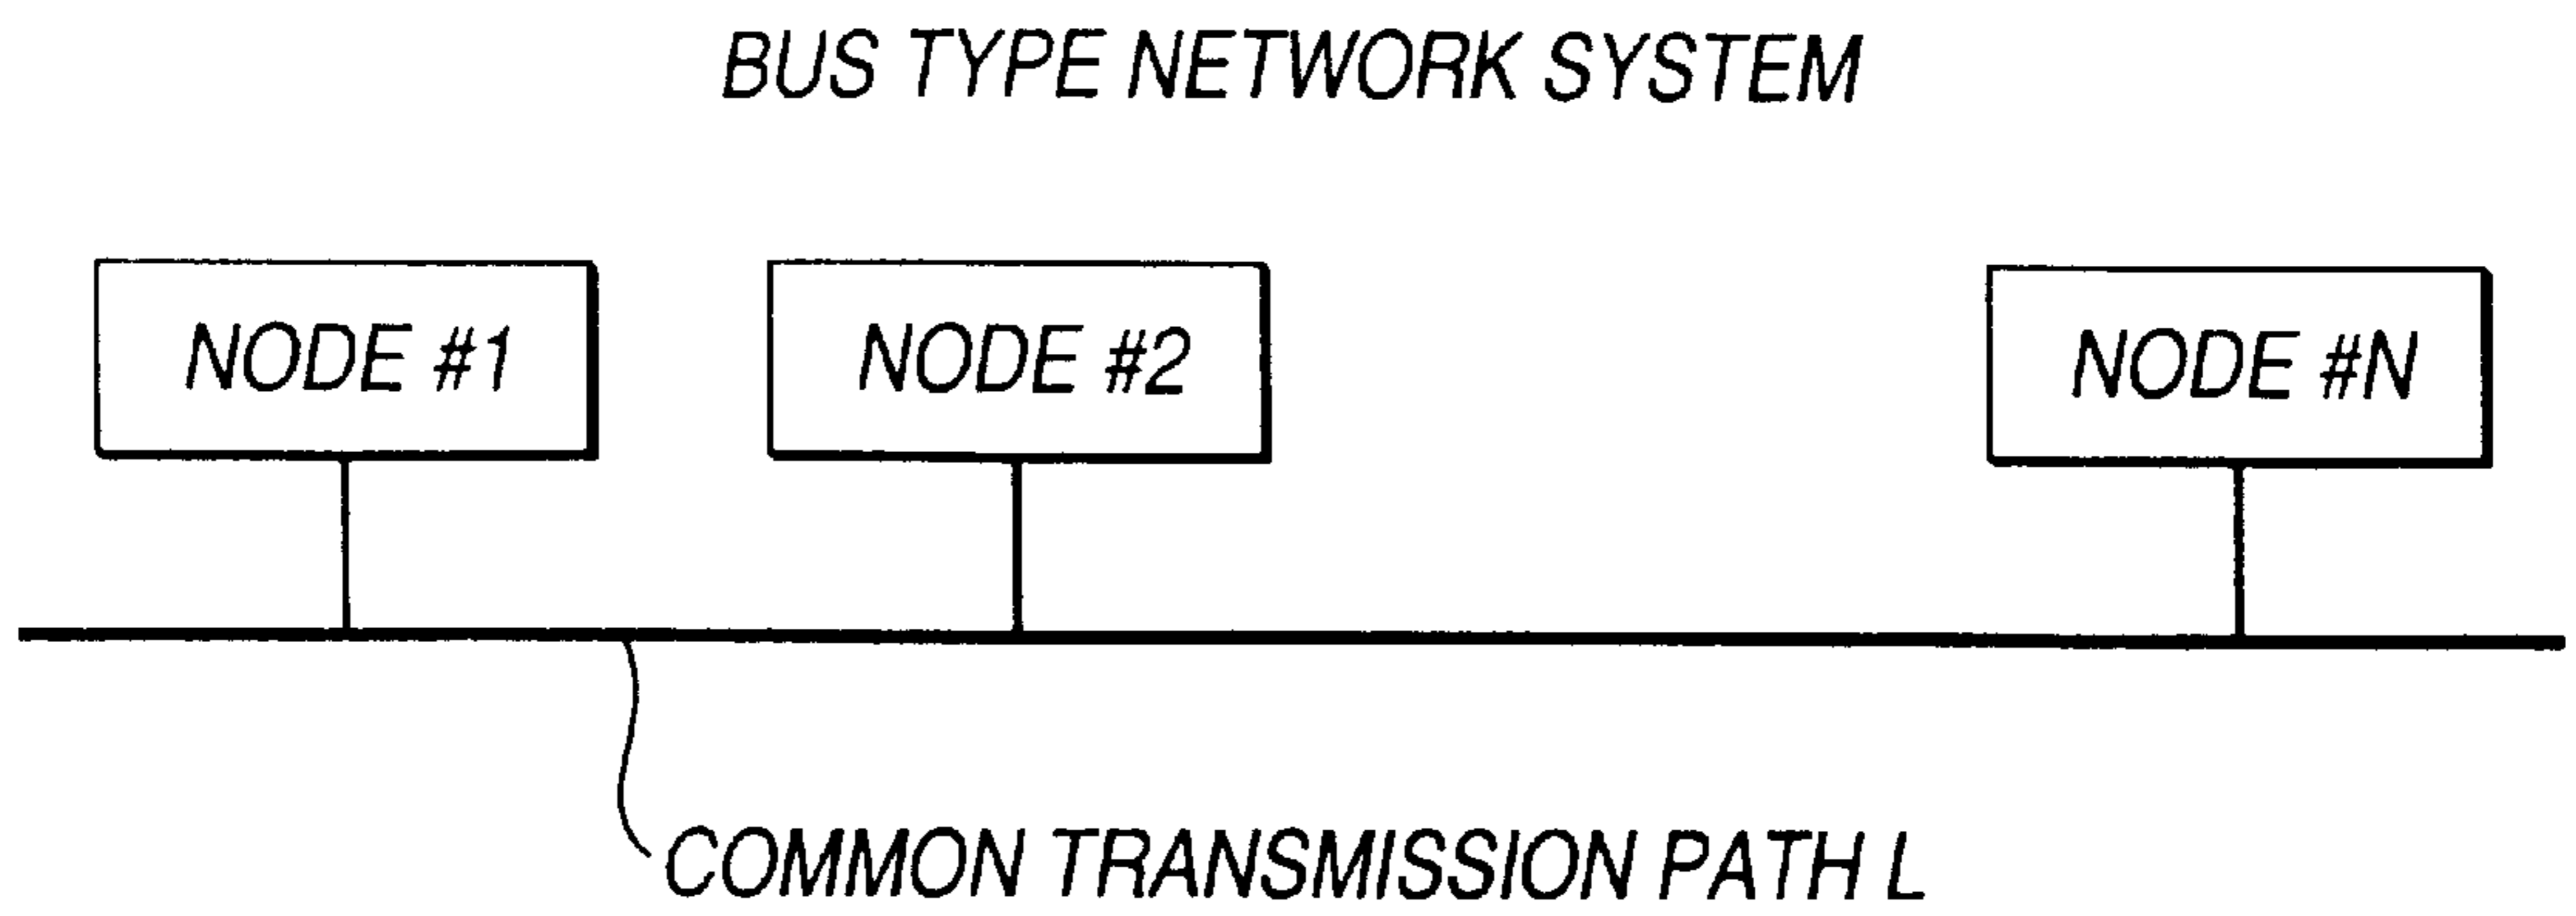 BUS TYPE NETWORK SYSTEM
NODE #1
NODE #2
NODE #N
COMMON TRANSMISSION PATH L